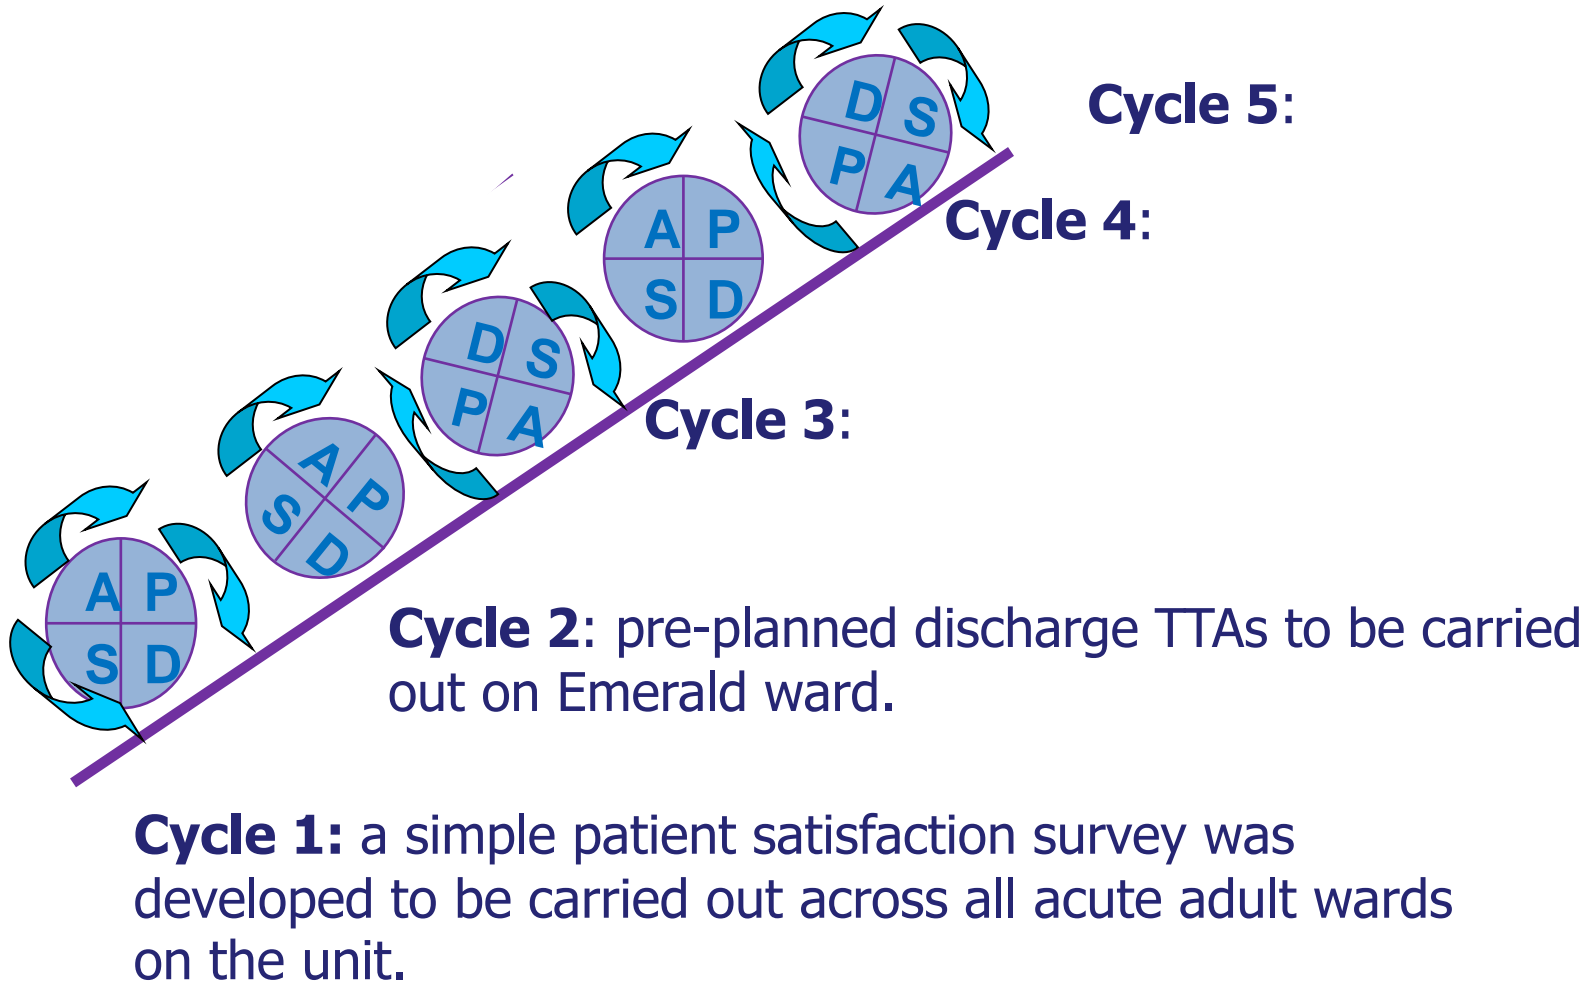 D S
P A
Cycle 5:
A P
S D
Cycle 4:
D S
P A
Cycle 3:
A P
S D
A P
S D
Cycle 2: pre-planned discharge TTAs to be carried
out on Emerald ward.
Cycle 1: a simple patient satisfaction survey was
developed to be carried out across all acute adult wards
on the unit.